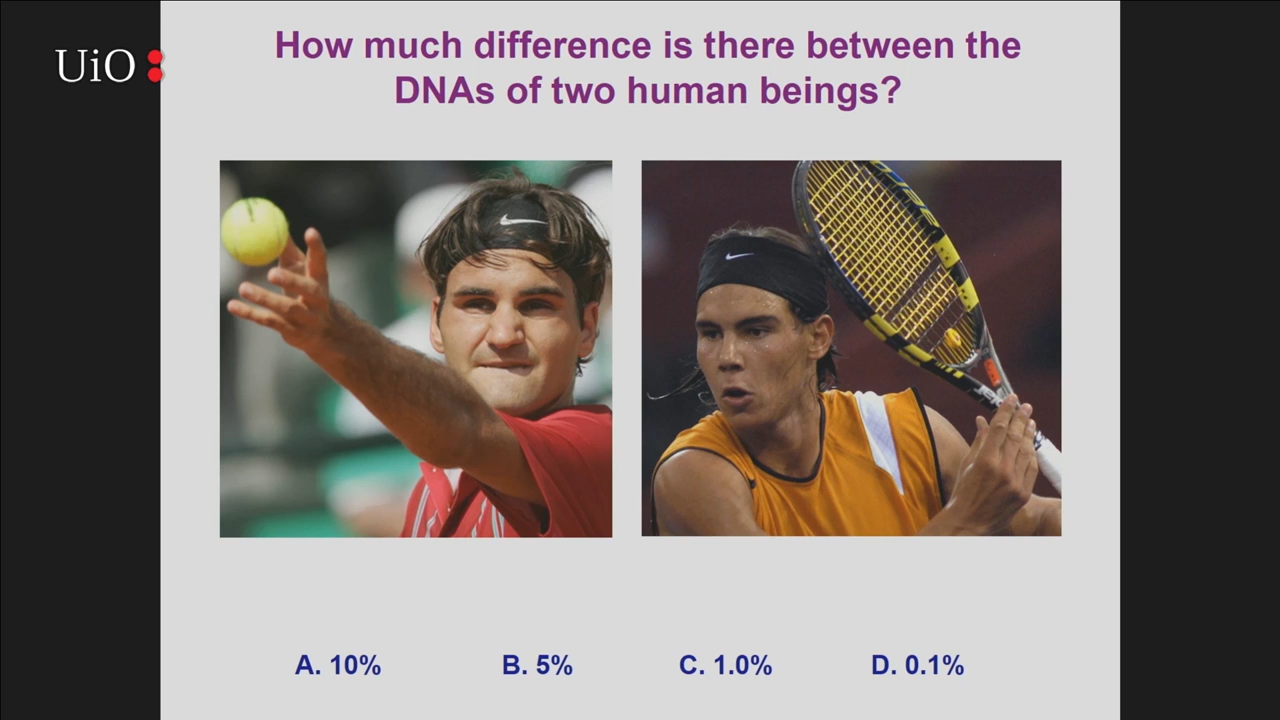 UiO
How much difference is there between the
DNAs of two human beings?
A. 10%
B. 5%
C. 1.0%
D. 0.1%